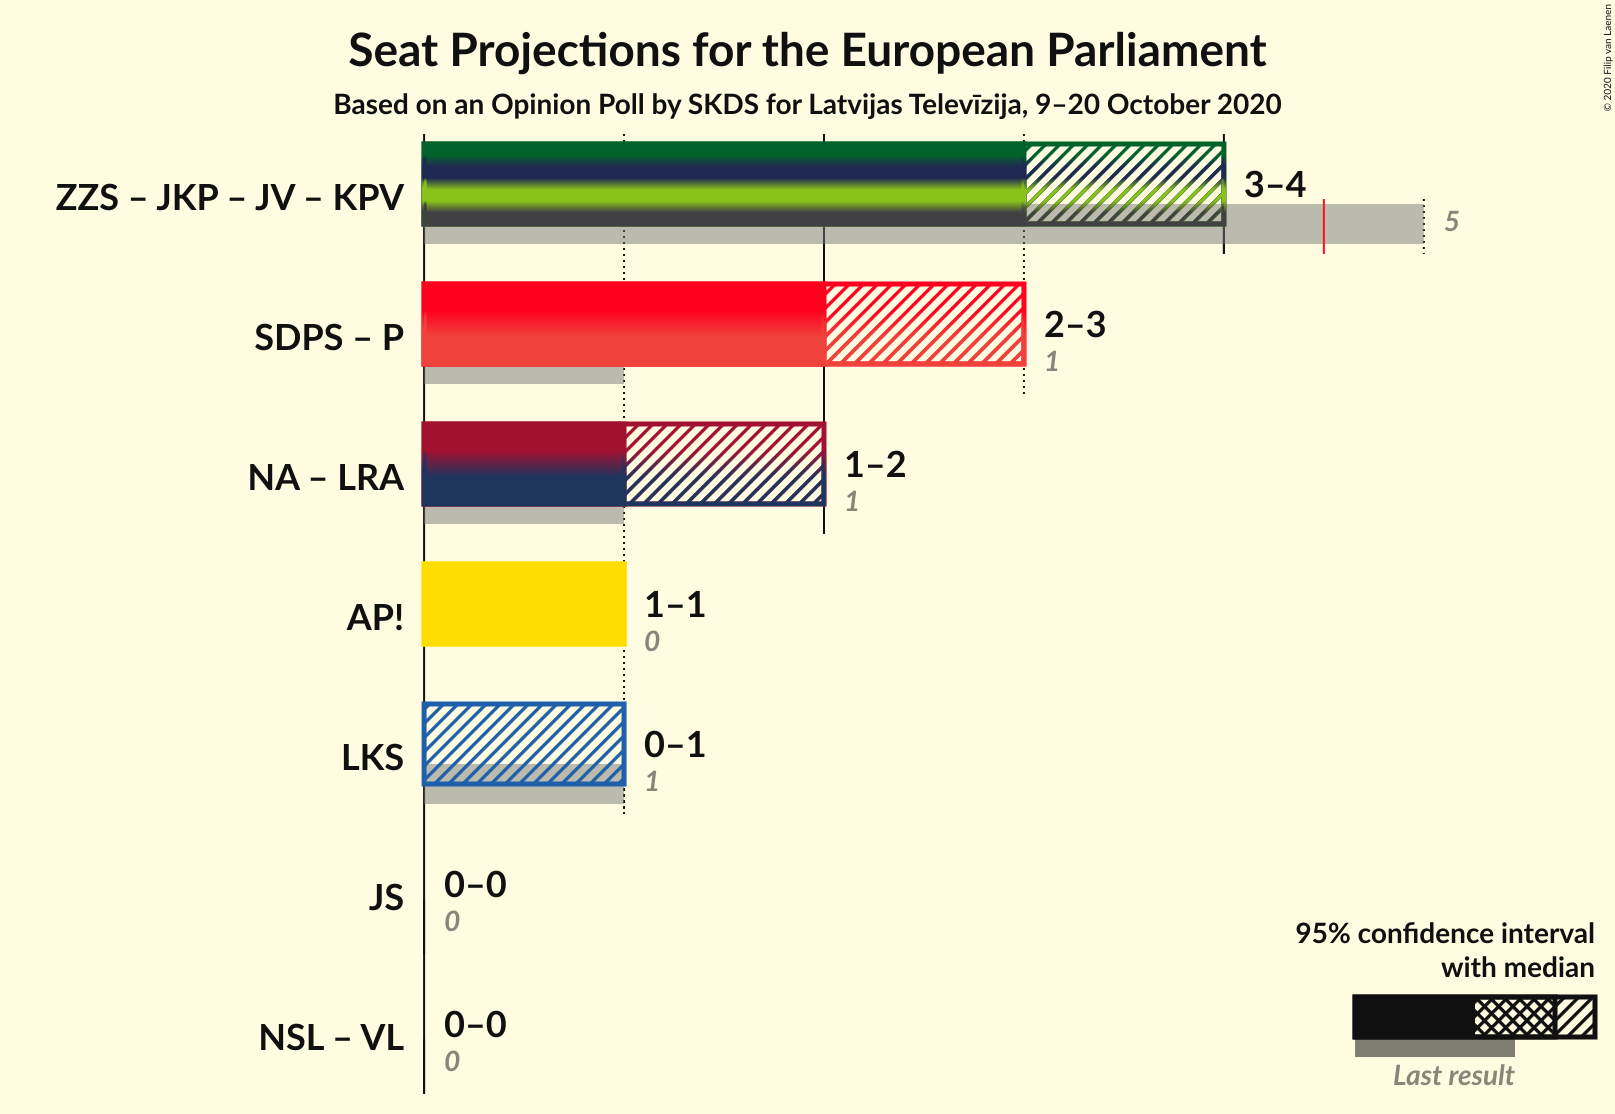 Seat Projections for the European Parliament
Based on an Opinion Poll by SKDS for Latvijas Televīzija, 9–20 October 2020
© 2020 Filip van Laenen
ZZS – JKP – JV – KPV
3–4
5
SDPS – P
2–3
1
NA – LRA
1–2
1
AP!
1–1
0
LKS
0–1
1
JS
0–0
0
NSL – VL
0–0
0
95% confidence interval
with median
Last result